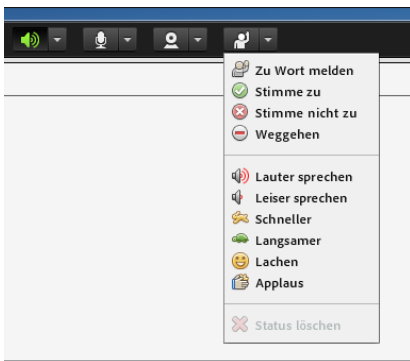 Zu Wort melden
Stimme zu
Stimme nicht zu
Weggehen
Lauter sprechen
Leiser sprechen
Schneller
Langsamer
Lachen
Applaus
Status löschen